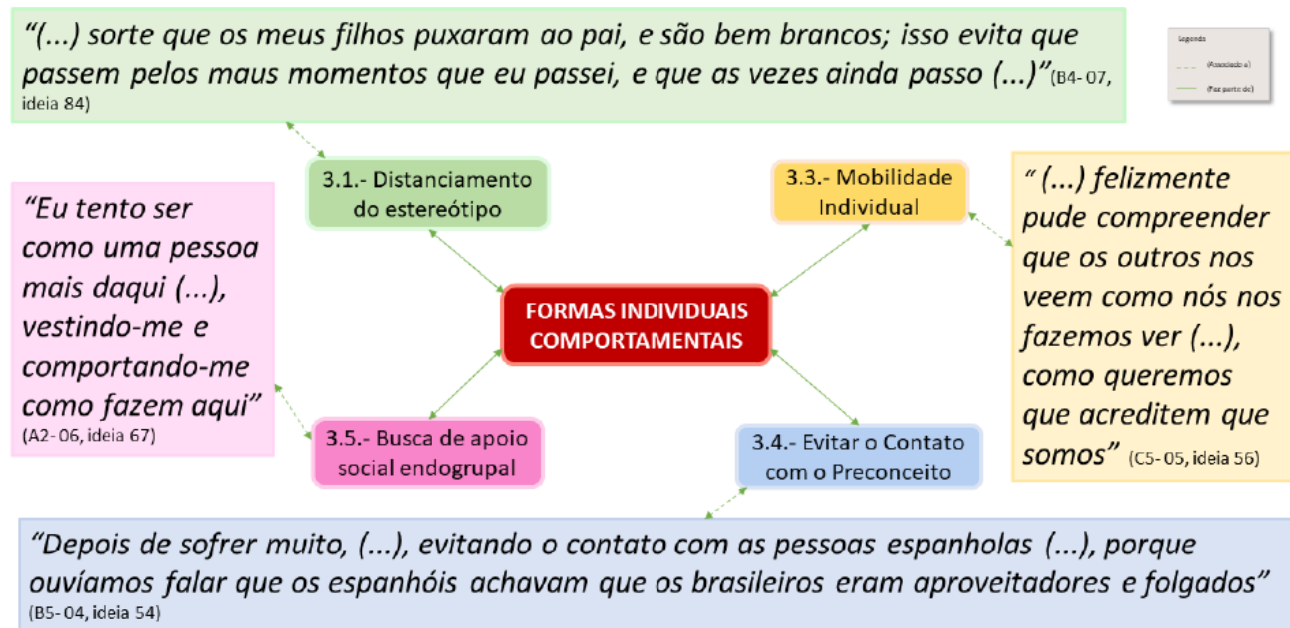 “(...) sorte que os meus filhos puxaram ao pai, e são bem brancos; isso evita que
passem pelos maus momentos que eu passei, e que as vezes ainda passo (...)”(B4- 07,
ideia 84)
Legenda
(Associado a)
(Faz parte de)
3.1.- Distanciamento
do estereótipo
3.3.- Mobilidade
Individual
“Eu tento ser
como uma pessoa
mais daqui (...),
vestindo-me e
comportando-me
como fazem aqui”
(A2- 06, ideia 67)
“ (...) felizmente
pude compreender
que os outros nos
veem como nós nos
fazemos ver (...),
como queremos
que acreditem que
somos” (C5- 05, ideia 56)
FORMAS INDIVIDUAIS
COMPORTAMENTAIS
3.5.- Busca de apoio
social endogrupal
3.4.- Evitar o Contato
com o Preconceito
“Depois de sofrer muito, (...), evitando o contato com as pessoas espanholas (...), porque
ouvíamos falar que os espanhóis achavam que os brasileiros eram aproveitadores e folgados”
(B5- 04, ideia 54)